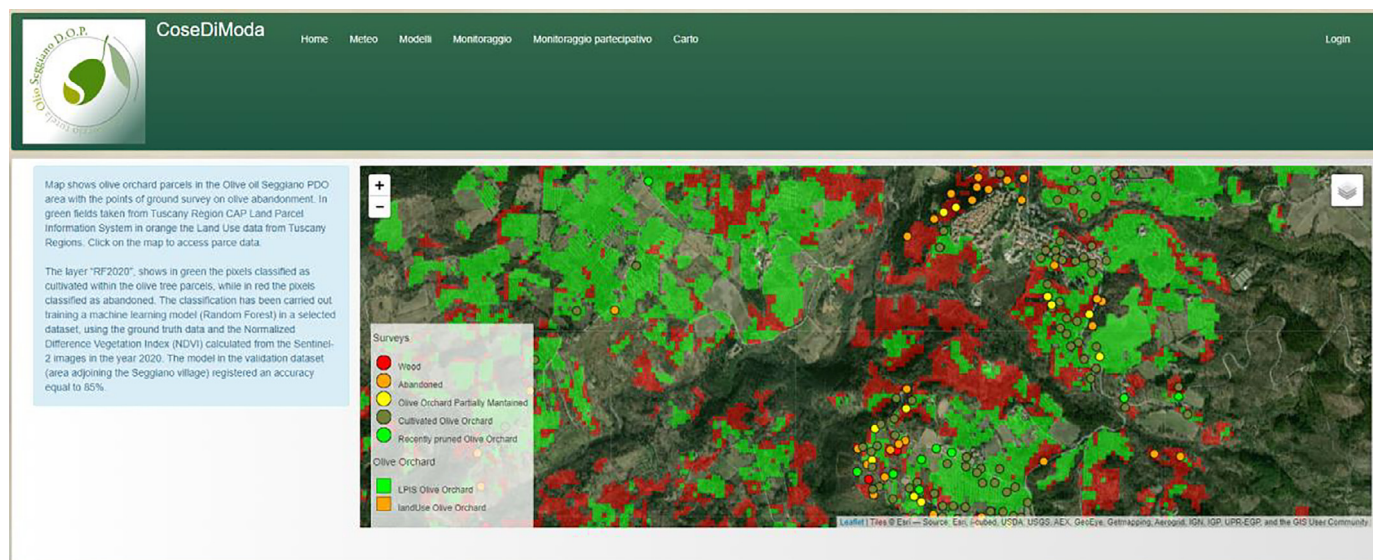 Olio Seggiano D.O.P.
CoseDiModa
Home
Meteo
Modelli
Monitoraggio
Monitoraggio partecipativo
Carto
Login
Map shows olive orchard parcels in the Olive oil Seggiano PDO
area with the points of ground survey on olive abandonment. In
green fields taken from Tuscany Region CAP Land Parcel
Information System in orange the Land Use data from Tuscany
Regions. Click on the map to access parce data.
The layer "RF2020", shows in green the pixels classified as
cultivated within the olive tree parcels, while in red the pixels
classified as abandoned. The classification has been carried out
training a machine learning model (Random Forest) in a selected
dataset, using the ground truth data and the Normalized
Difference Vegetation Index (NDVI) calculated from the Sentinel-
2 images in the year 2020. The model in the validation dataset
(area adjoining the Seggiano village) registered an accuracy
equal to 85%.
+
−
Surveys
Wood
Abandoned
Olive Orchard Partially Mantained
Cultivated Olive Orchard
Recently pruned Olive Orchard
Olive Orchard
LPIS Olive Orchard
landUse Olive Orchard
Leaflet | Tiles © Esri — Source: Esri, i-cubed, USDA, USGS, AEX, GeoEye, Getmapping, Aerogrid, IGN, IGP, UPR-EGP, and the GIS User Community